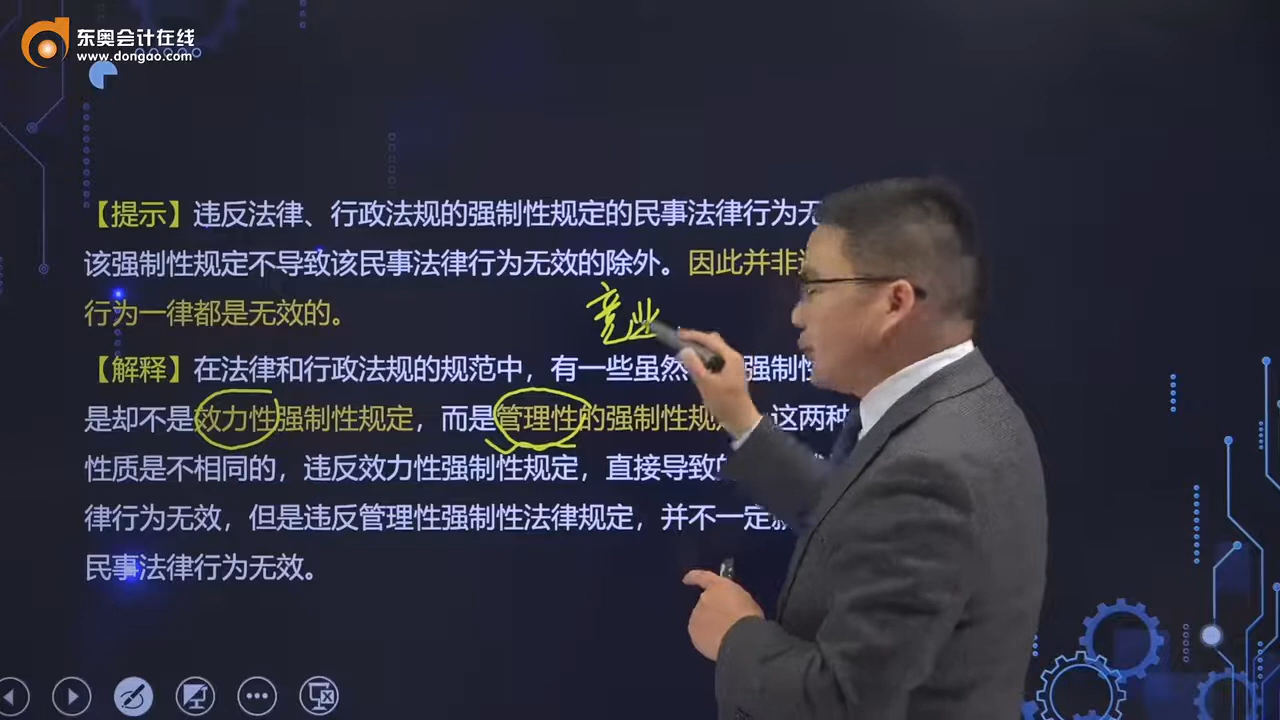 东奥会计在线
www.dongao.com
【提示】违反法律、行政法规的强制性规定的民事法律行为无
该强制性规定不导致该民事法律行为无效的除外。因此并非
行为一律都是无效的。
竞业
【解释】在法律和行政法规的规范中，有一些虽然 强制性
是却不是效力性强制性规定，而是管理性的强制性规 这两种
性质是不相同的，违反效力性强制性规定，直接导致的
律行为无效，但是违反管理性强制性法律规定，并不一定
民事法律行为无效。